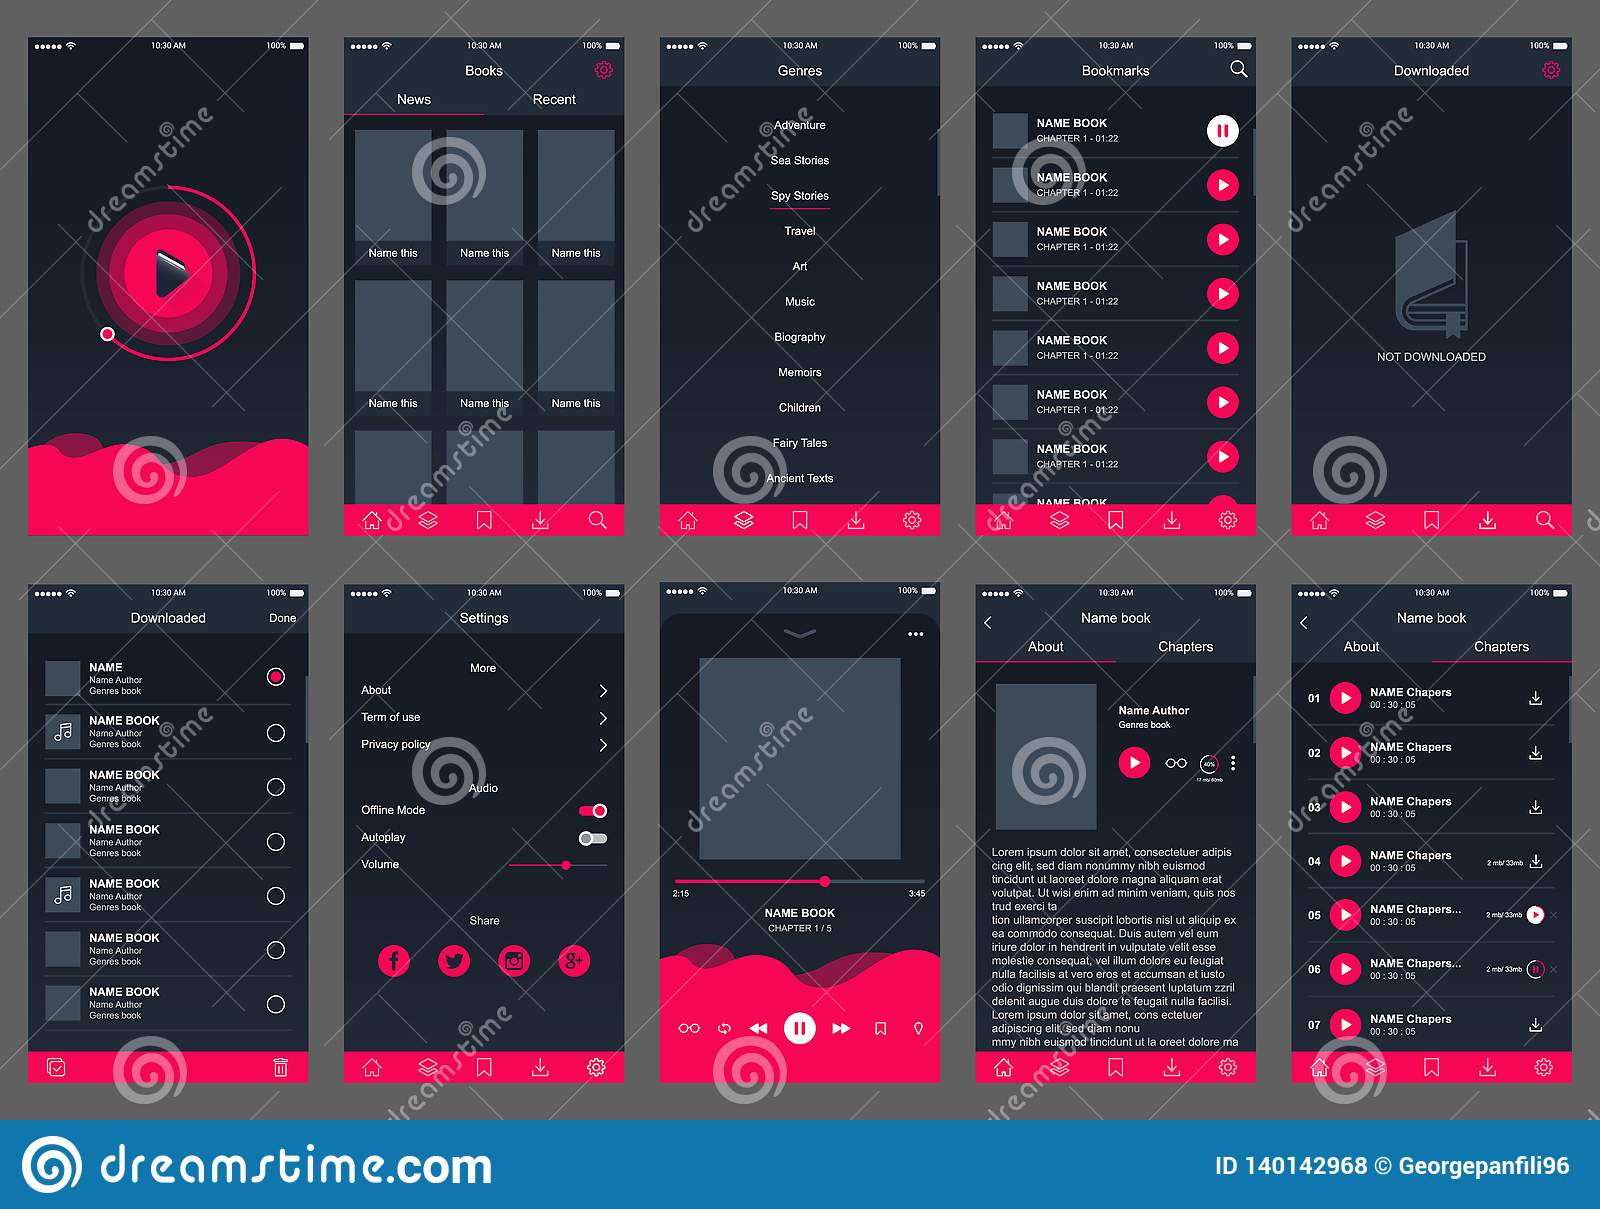 10:30 AM 100%
10:30 AM 100%
Books
News Recent
Name this Name this Name this
Name this Name this Name this
10:30 AM 100%
Genres
Adventure
Sea Stories
Spy Stories
Travel
Art
Music
Biography
Memoirs
Children
Fairy Tales
Ancient Texts
10:30 AM 100%
Bookmarks
NAME BOOK
CHAPTER 1 - 01:22
NAME BOOK
CHAPTER 1 - 01:22
NAME BOOK
CHAPTER 1 - 01:22
NAME BOOK
CHAPTER 1 - 01:22
NAME BOOK
CHAPTER 1 - 01:22
NAME BOOK
CHAPTER 1 - 01:22
NAME BOOK
CHAPTER 1 - 01:22
NAME BOOK
10:30 AM 100%
Downloaded
NOT DOWNLOADED
10:30 AM 100%
Downloaded Done
NAME
Name Author
Genres book
NAME BOOK
Name Author
Genres book
NAME BOOK
Name Author
Genres book
NAME BOOK
Name Author
Genres book
NAME BOOK
Name Author
Genres book
NAME BOOK
Name Author
Genres book
NAME BOOK
Name Author
Genres book
10:30 AM 100%
Settings
More
About
Term of use
Privacy policy
Audio
Offline Mode
Autoplay
Volume
Share
g+
10:30 AM 100%
2:15 3:45
NAME BOOK
CHAPTER 1 / 5
10:30 AM 100%
Name book
About Chapters
Name Author
Genres book
40%
17 mb/ 60mb
Lorem ipsum dolor sit amet, consectetuer adipis
cing elit, sed diam nonummy nibh euismod
tincidunt ut laoreet dolore magna aliquam erat
volutpat. Ut wisi enim ad minim veniam, quis nos
trud exerci ta
tion ullamcorper suscipit lobortis nisl ut aliquip ex
ea commodo consequat. Duis autem vel eum
iriure dolor in hendrerit in vulputate velit esse
molestie consequat, vel illum dolore eu feugiat
nulla facilisis at vero eros et accumsan et iusto
odio dignissim qui blandit praesent luptatum zzril
delenit augue duis dolore te feugait nulla facilisi.
Lorem ipsum dolor sit amet, cons ectetuer
adipiscing elit, sed diam nonu
mmy nibh euismod tincidunt ut laoreet dolore ma
10:30 AM 100%
Name book
About Chapters
01 NAME Chapers
00 : 30 : 05
02 NAME Chapers
00 : 30 : 05
03 NAME Chapers
00 : 30 : 05
04 NAME Chapers
00 : 30 : 05 2 mb/ 33mb
05 NAME Chapers...
00 : 30 : 05 2 mb/ 33mb
06 NAME Chapers...
00 : 30 : 05 2 mb/ 33mb
07 NAME Chapers
00 : 30 : 05
dreamstime.com
ID 140142968 © Georgepanfili96